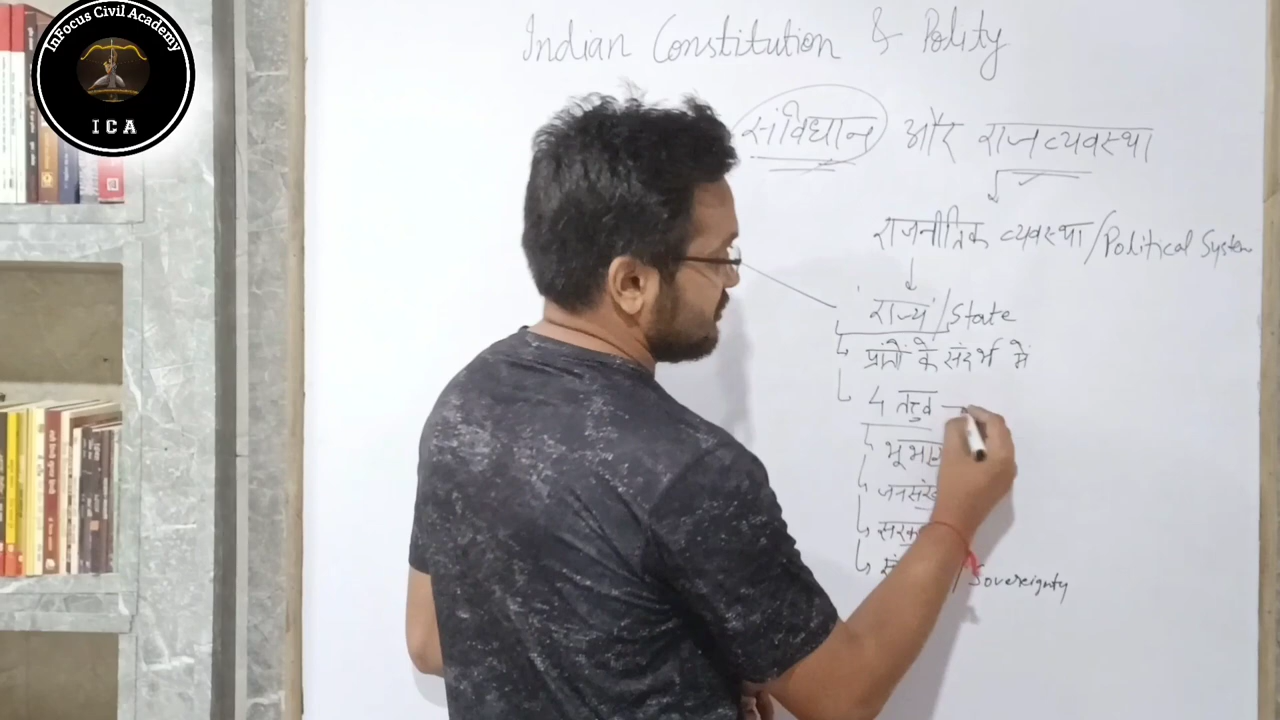 InFocus Civil Academy
ICA
Indian Constitution & Polity
संविधान और राजव्यवस्था
राजनीतिक व्यवस्था/Political System
राज्य/State
प्रांतों के संदर्भ में
4 तत्त्व
/Sovereignty